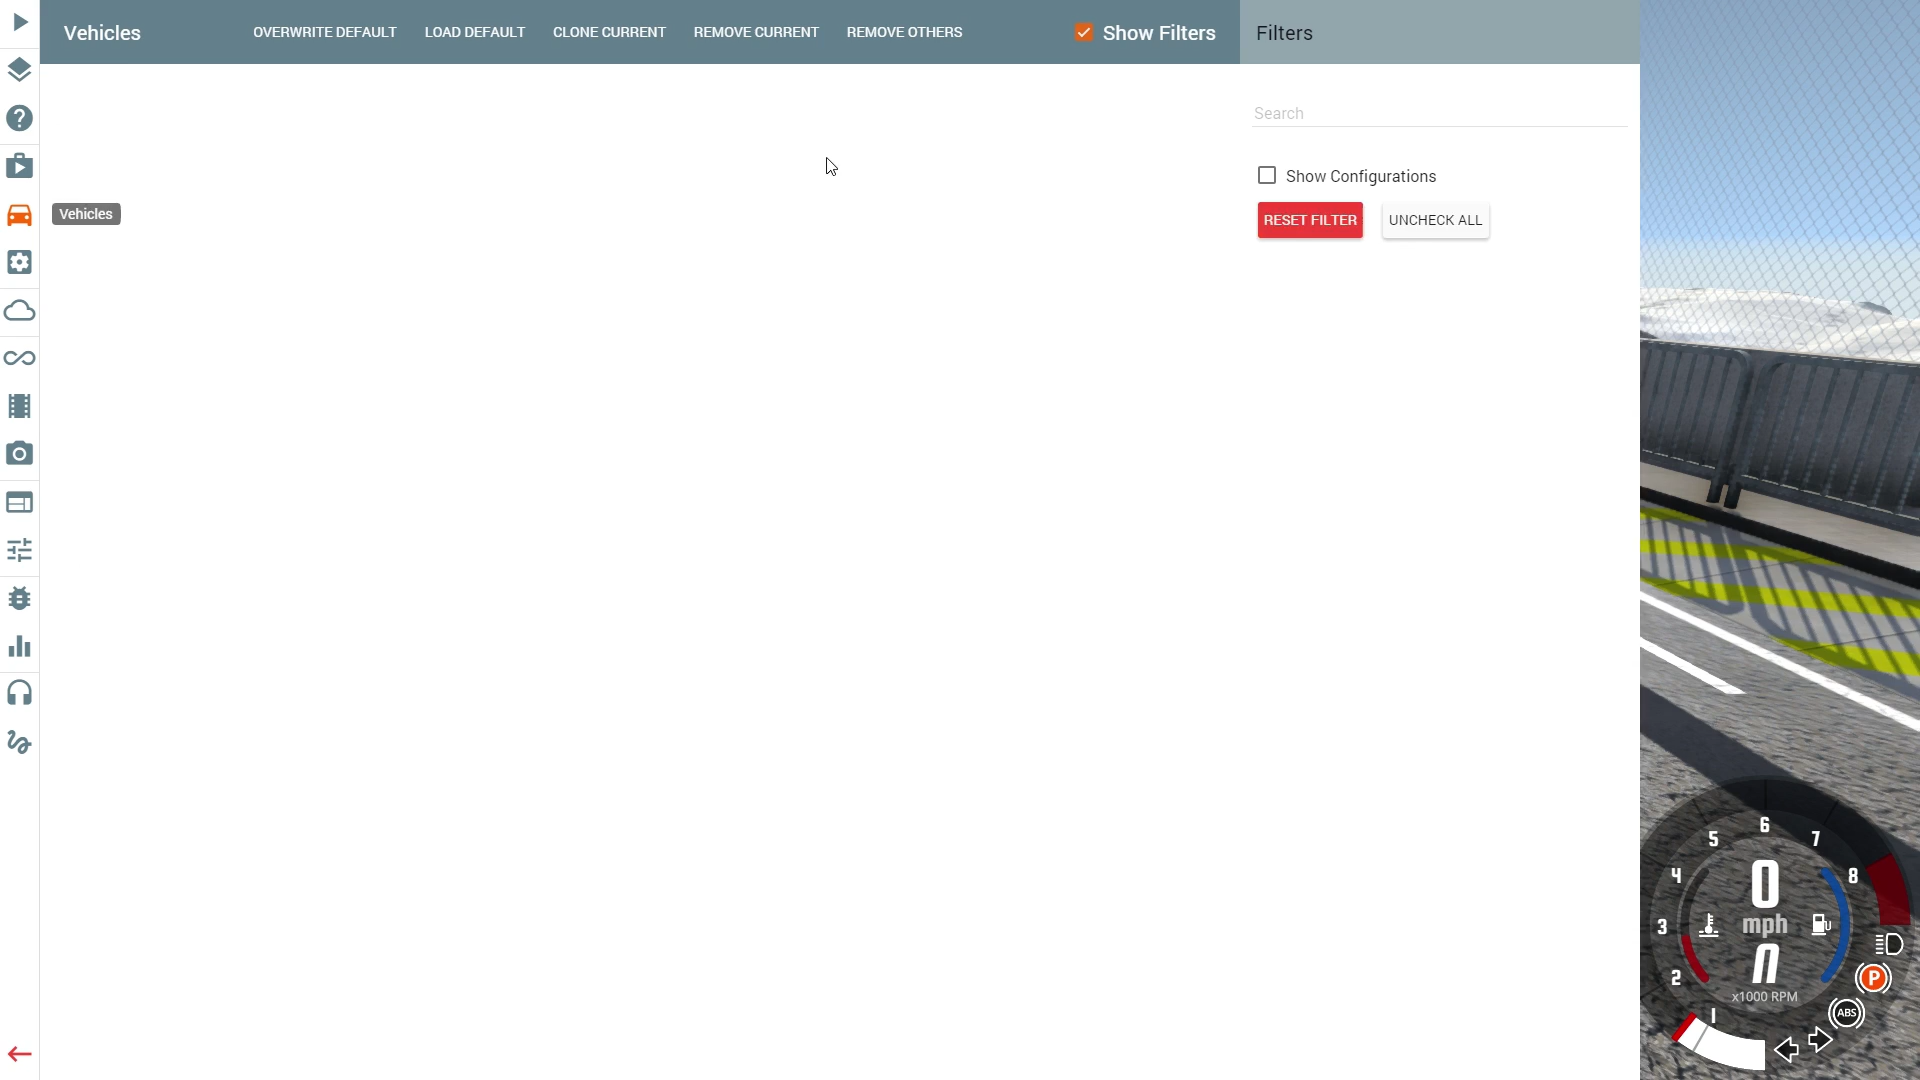 Vehicles
OVERWRITE DEFAULT
LOAD DEFAULT
CLONE CURRENT
REMOVE CURRENT
REMOVE OTHERS
Show Filters
Filters
Search
Show Configurations
RESET FILTER
UNCHECK ALL
Vehicles
1
2
3
4
5
6
7
8
0
mph
n
x1000 RPM
P
ABS